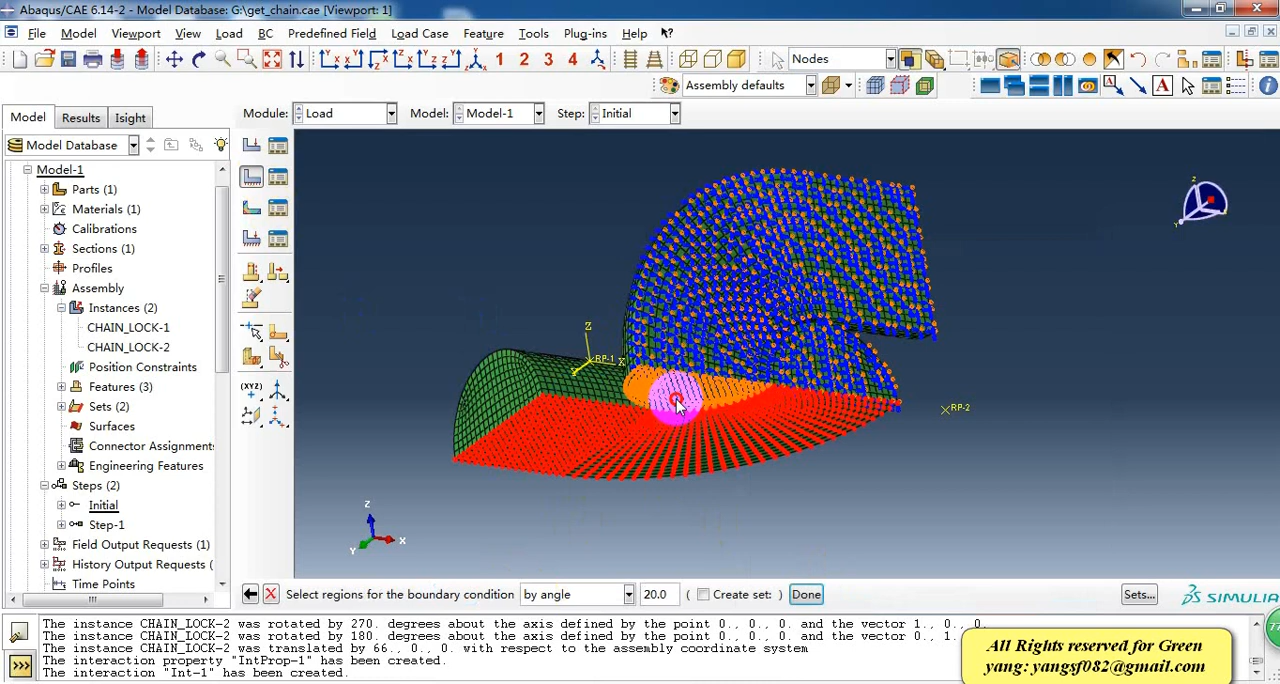 Abaqus/CAE 6.14-2 - Model Database: G:\get_chain.cae [Viewport: 1]
File Model Viewport View Load BC Predefined Field Load Case Feature Tools Plug-ins Help
1 2 3 4 Nodes
Assembly defaults
Model Results Isight
Module: Load Model: Model-1 Step: Initial
Model Database
Model-1
Parts (1)
Materials (1)
Calibrations
Sections (1)
Profiles
Assembly
Instances (2)
CHAIN_LOCK-1
CHAIN_LOCK-2
Position Constraints
Features (3)
Sets (2)
Surfaces
Connector Assignments
Engineering Features
Steps (2)
Initial
Step-1
Field Output Requests (1)
History Output Requests (
Time Points
Z
RP-1 X
RP-2
Z
Y X
Select regions for the boundary condition by angle 20.0 ( Create set: ) Done Sets...
SIMULIA
The instance CHAIN_LOCK-2 was rotated by 270. degrees about the axis defined by the point 0., 0., 0. and the vector 1., 0., 0.
The instance CHAIN_LOCK-2 was rotated by 180. degrees about the axis defined by the point 0., 0., 0. and the vector 0., 1.
The instance CHAIN_LOCK-2 was translated by 66., 0., 0. with respect to the assembly coordinate system
The interaction property "IntProp-1" has been created.
The interaction "Int-1" has been created.
All Rights reserved for Green
yang: yangsf082@gmail.com